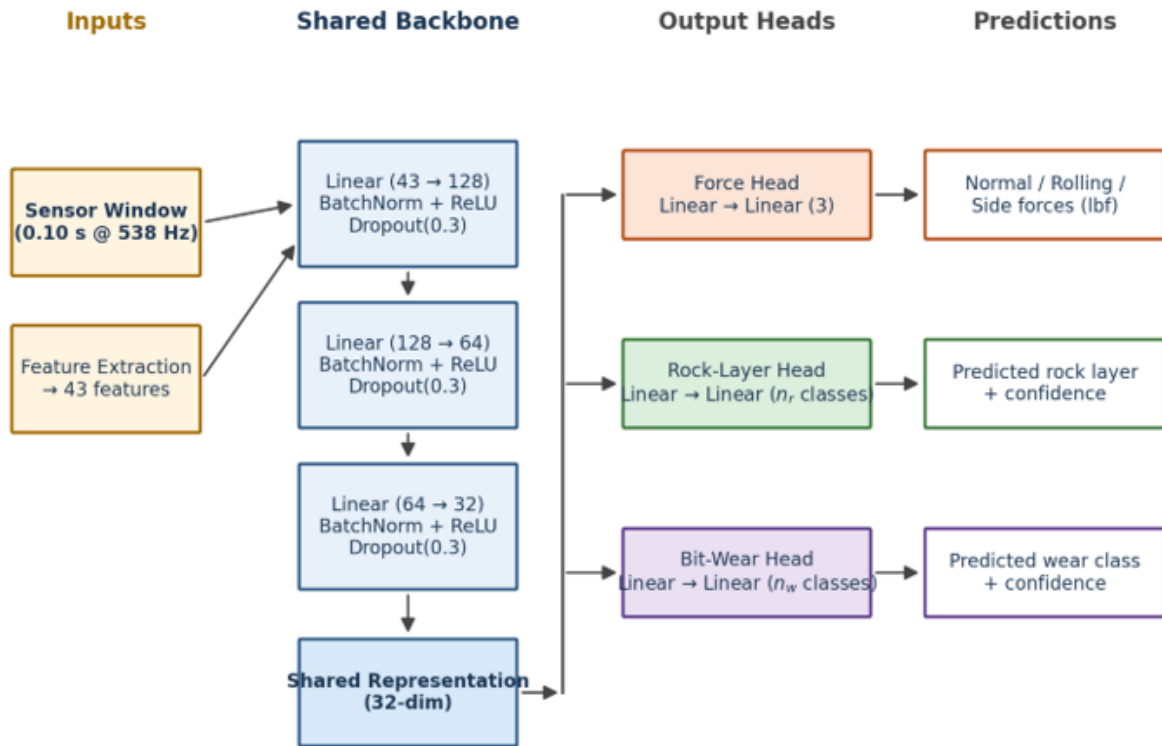 Inputs
Shared Backbone
Output Heads
Predictions
Sensor Window
(0.10 s @ 538 Hz)
Feature Extraction
→ 43 features
Linear (43 → 128)
BatchNorm + ReLU
Dropout(0.3)
Linear (128 → 64)
BatchNorm + ReLU
Dropout(0.3)
Linear (64 → 32)
BatchNorm + ReLU
Dropout(0.3)
Shared Representation
(32-dim)
Force Head
Linear → Linear (3)
Rock-Layer Head
Linear → Linear (nᵣ classes)
Bit-Wear Head
Linear → Linear (n_w classes)
Normal / Rolling /
Side forces (lbf)
Predicted rock layer
+ confidence
Predicted wear class
+ confidence